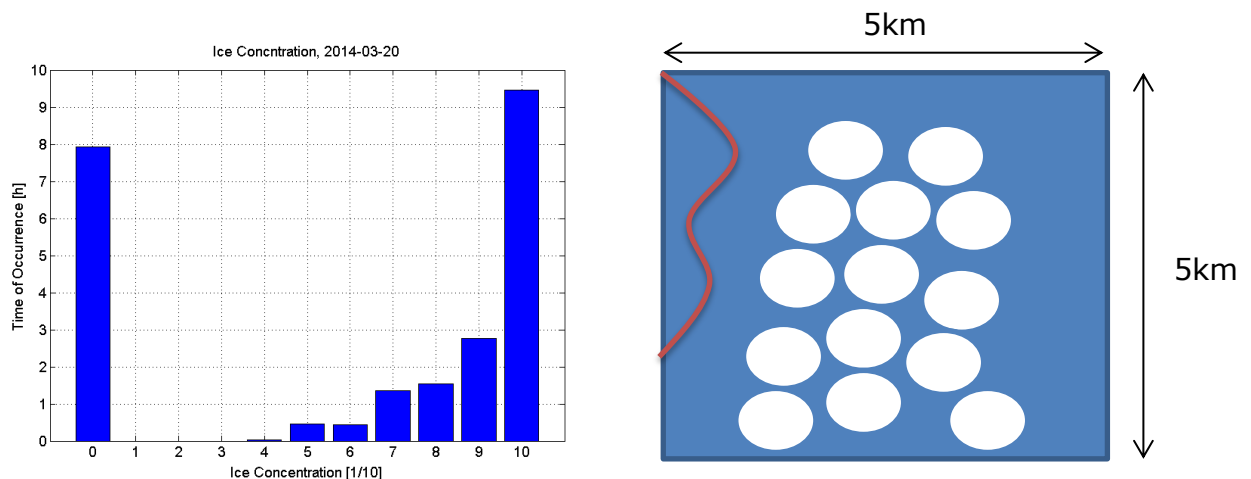 Ice Concntration, 2014-03-20
10
9
8
7
6
5
4
3
2
1
0
Time of Occurrence [h]
0 1 2 3 4 5 6 7 8 9 10
Ice Concentration [1/10]
5km
5km